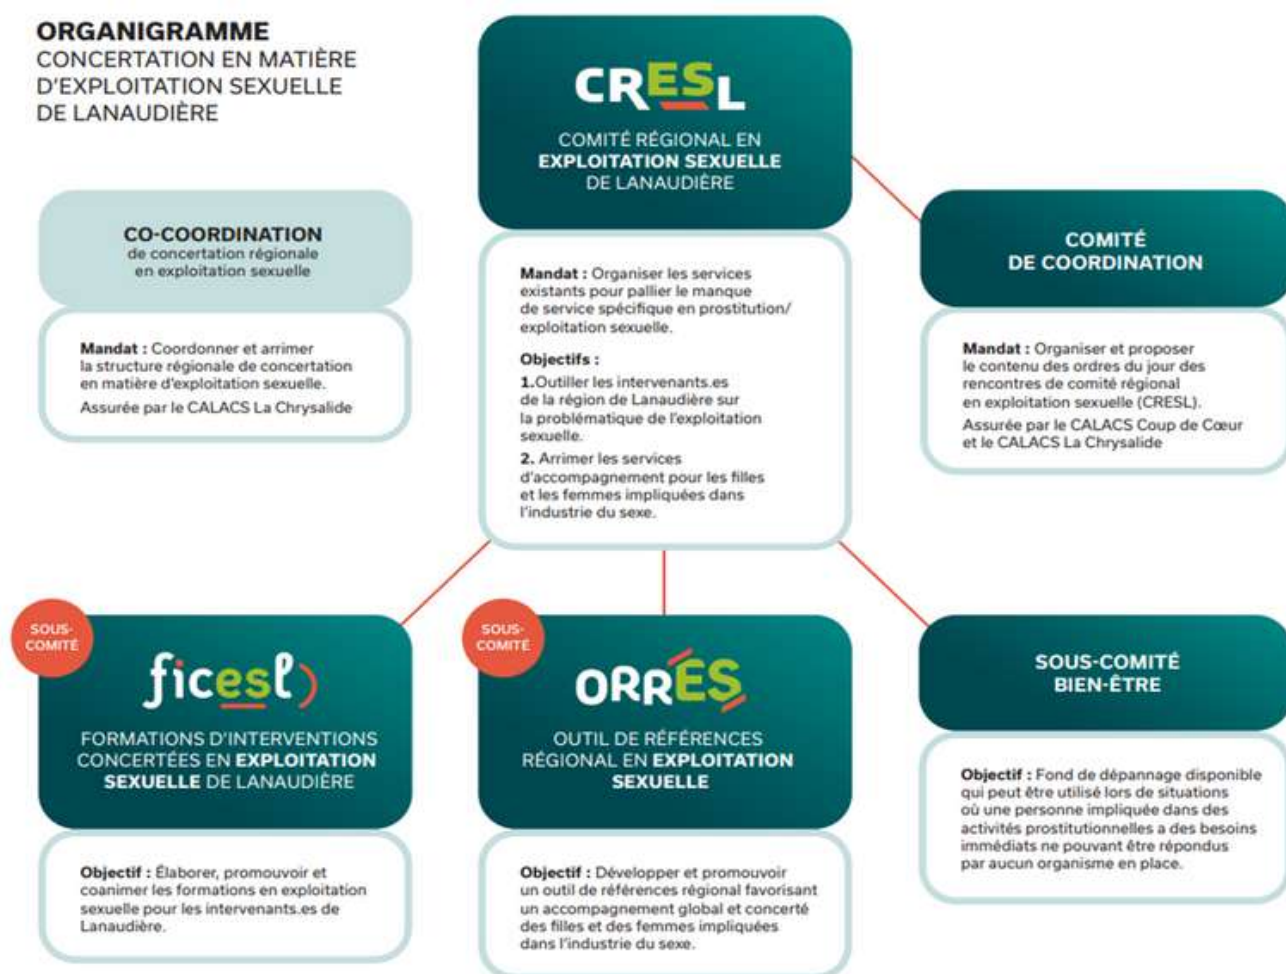 ORGANIGRAMME
CONCERTATION EN MATIÈRE
D'EXPLOITATION SEXUELLE
DE LANAUDIÈRE
CRESL
COMITÉ RÉGIONAL EN
EXPLOITATION SEXUELLE
DE LANAUDIÈRE
Mandat : Organiser les services
existants pour pallier le manque
de service spécifique en prostitution/
exploitation sexuelle.
Objectifs :
1.Outiller les intervenants.es
de la région de Lanaudière sur
la problématique de l'exploitation
sexuelle.
2. Arrimer les services
d'accompagnement pour les filles
et les femmes impliquées dans
l'industrie du sexe.
CO-COORDINATION
de concertation régionale
en exploitation sexuelle
Mandat : Coordonner et arrimer
la structure régionale de concertation
en matière d'exploitation sexuelle.
Assurée par le CALACS La Chrysalide
COMITÉ
DE COORDINATION
Mandat : Organiser et proposer
le contenu des ordres du jour des
rencontres de comité régional
en exploitation sexuelle (CRESL).
Assurée par le CALACS Coup de Cœur
et le CALACS La Chrysalide
SOUS-
COMITÉ
ficesl
FORMATIONS D'INTERVENTIONS
CONCERTÉES EN EXPLOITATION
SEXUELLE DE LANAUDIÈRE
Objectif : Élaborer, promouvoir et
coanimer les formations en exploitation
sexuelle pour les intervenants.es de
Lanaudière.
SOUS-
COMITÉ
ORRÉS
OUTIL DE RÉFÉRENCES
RÉGIONAL EN EXPLOITATION
SEXUELLE
Objectif : Développer et promouvoir
un outil de références régional favorisant
un accompagnement global et concerté
des filles et des femmes impliquées
dans l'industrie du sexe.
SOUS-COMITÉ
BIEN-ÊTRE
Objectif : Fond de dépannage disponible
qui peut être utilisé lors de situations
où une personne impliquée dans des
activités prostitutionnelles a des besoins
immédiats ne pouvant être répondus
par aucun organisme en place.